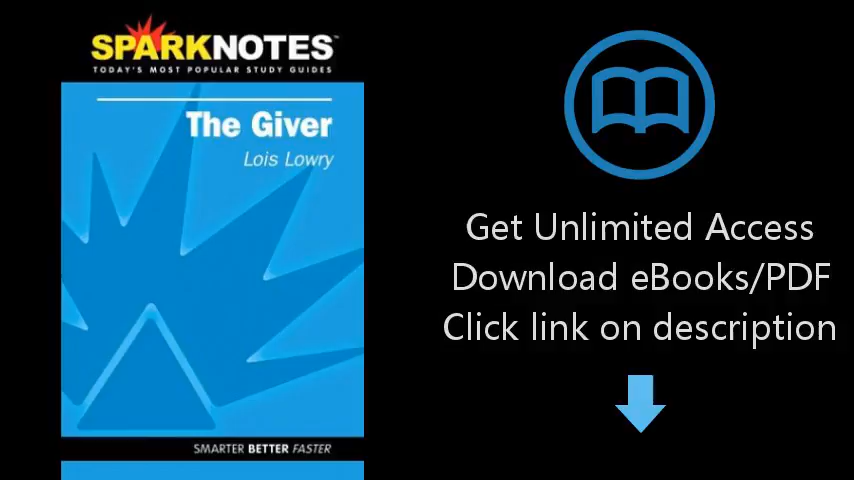 SPARKNOTES™
TODAY'S MOST POPULAR STUDY GUIDES
The Giver
Lois Lowry
SMARTER BETTER FASTER
Get Unlimited Access
Download eBooks/PDF
Click link on description